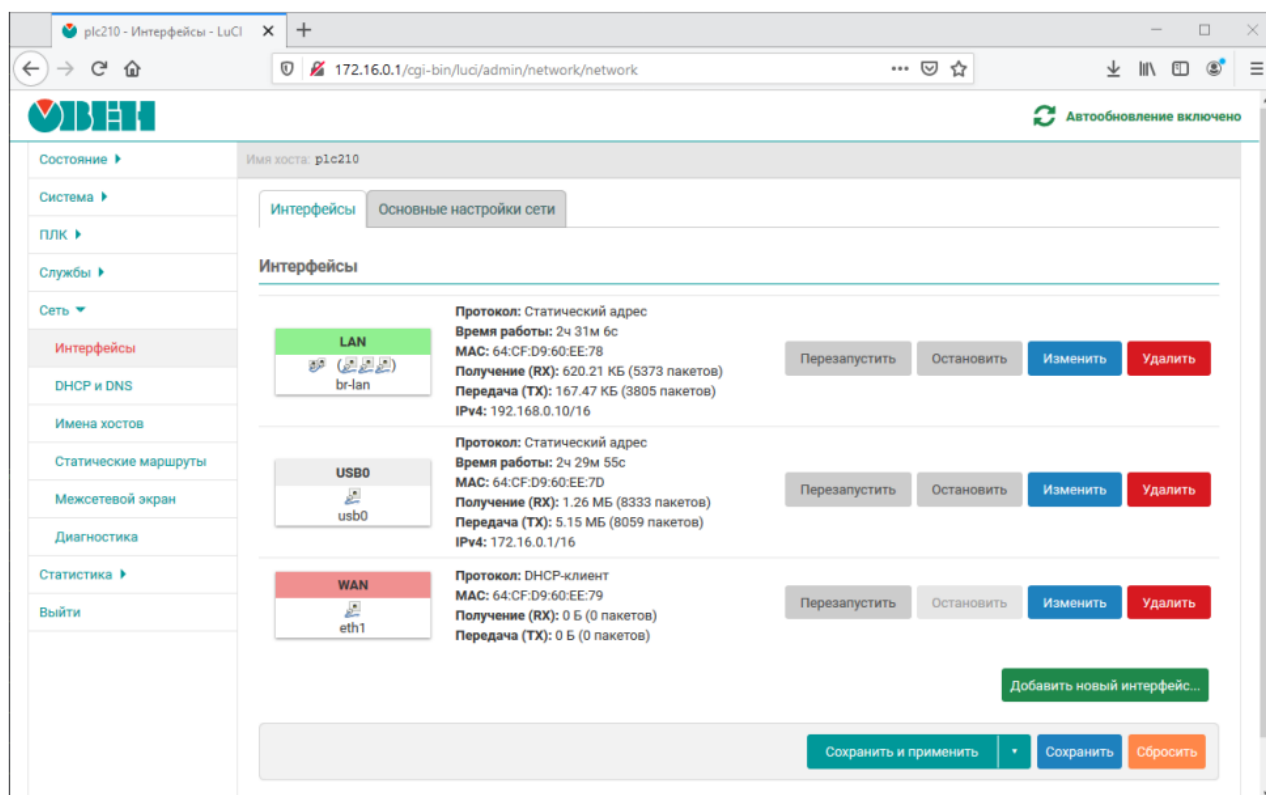 plc210 - Интерфейсы - LuCI
172.16.0.1/cgi-bin/luci/admin/network/network
ОВЕН
Автообновление включено
Состояние
Имя хоста: plc210
Система
Интерфейсы
Основные настройки сети
ПЛК
Службы
Интерфейсы
Сеть
Интерфейсы
DHCP и DNS
Имена хостов
Статические маршруты
Межсетевой экран
Диагностика
Статистика
Выйти
LAN
br-lan
Протокол: Статический адрес
Время работы: 2ч 31м 6с
MAC: 64:CF:D9:60:EE:78
Получение (RX): 620.21 КБ (5373 пакетов)
Передача (TX): 167.47 КБ (3805 пакетов)
IPv4: 192.168.0.10/16
Перезапустить Остановить Изменить Удалить
USB0
usb0
Протокол: Статический адрес
Время работы: 2ч 29м 55с
MAC: 64:CF:D9:60:EE:7D
Получение (RX): 1.26 МБ (8333 пакетов)
Передача (TX): 5.15 МБ (8059 пакетов)
IPv4: 172.16.0.1/16
Перезапустить Остановить Изменить Удалить
WAN
eth1
Протокол: DHCP-клиент
MAC: 64:CF:D9:60:EE:79
Получение (RX): 0 Б (0 пакетов)
Передача (TX): 0 Б (0 пакетов)
Перезапустить Остановить Изменить Удалить
Добавить новый интерфейс...
Сохранить и применить Сохранить Сбросить